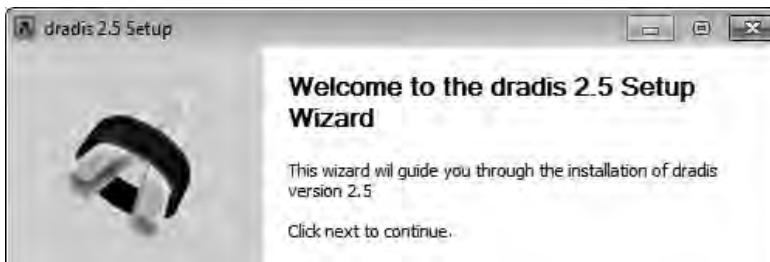 dradis 2.5 Setup
Welcome to the dradis 2.5 Setup
Wizard
This wizard wil guide you through the installation of dradis
version 2.5
Click next to continue.